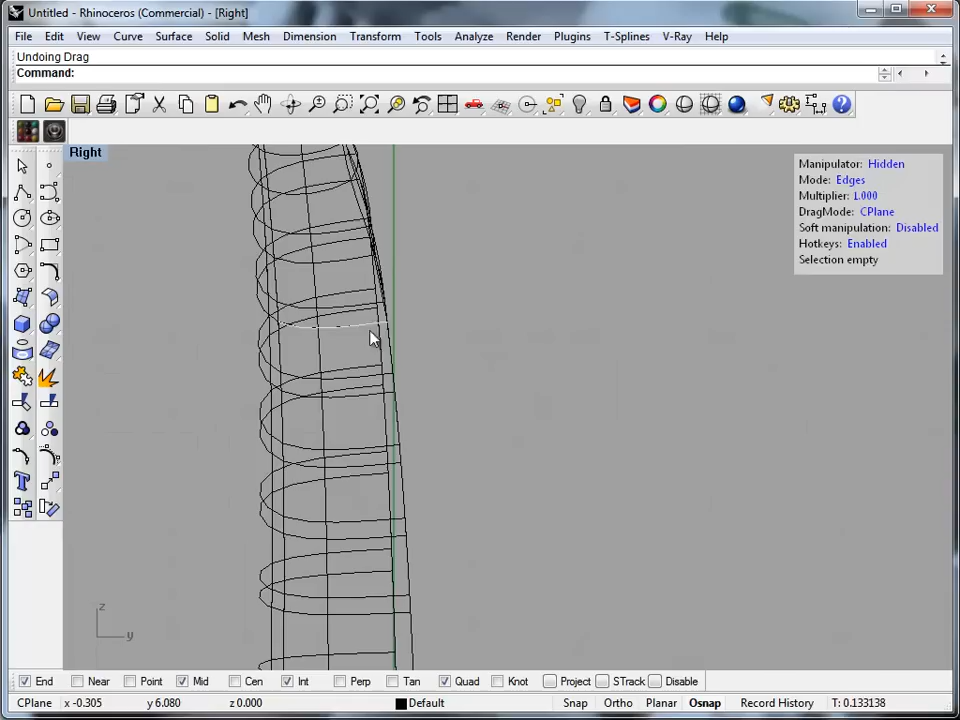 Untitled - Rhinoceros (Commercial) - [Right]
File Edit View Curve Surface Solid Mesh Dimension Transform Tools Analyze Render Plugins T-Splines V-Ray Help
Undoing Drag
Command:
Right
Manipulator: Hidden
Mode: Edges
Multiplier: 1.000
DragMode: CPlane
Soft manipulation: Disabled
Hotkeys: Enabled
Selection empty
z
y
End Near Point Mid Cen Int Perp Tan Quad Knot Project STrack Disable
CPlane x -0.305 y 6.080 z 0.000 Default Snap Ortho Planar Osnap Record History T: 0.133138